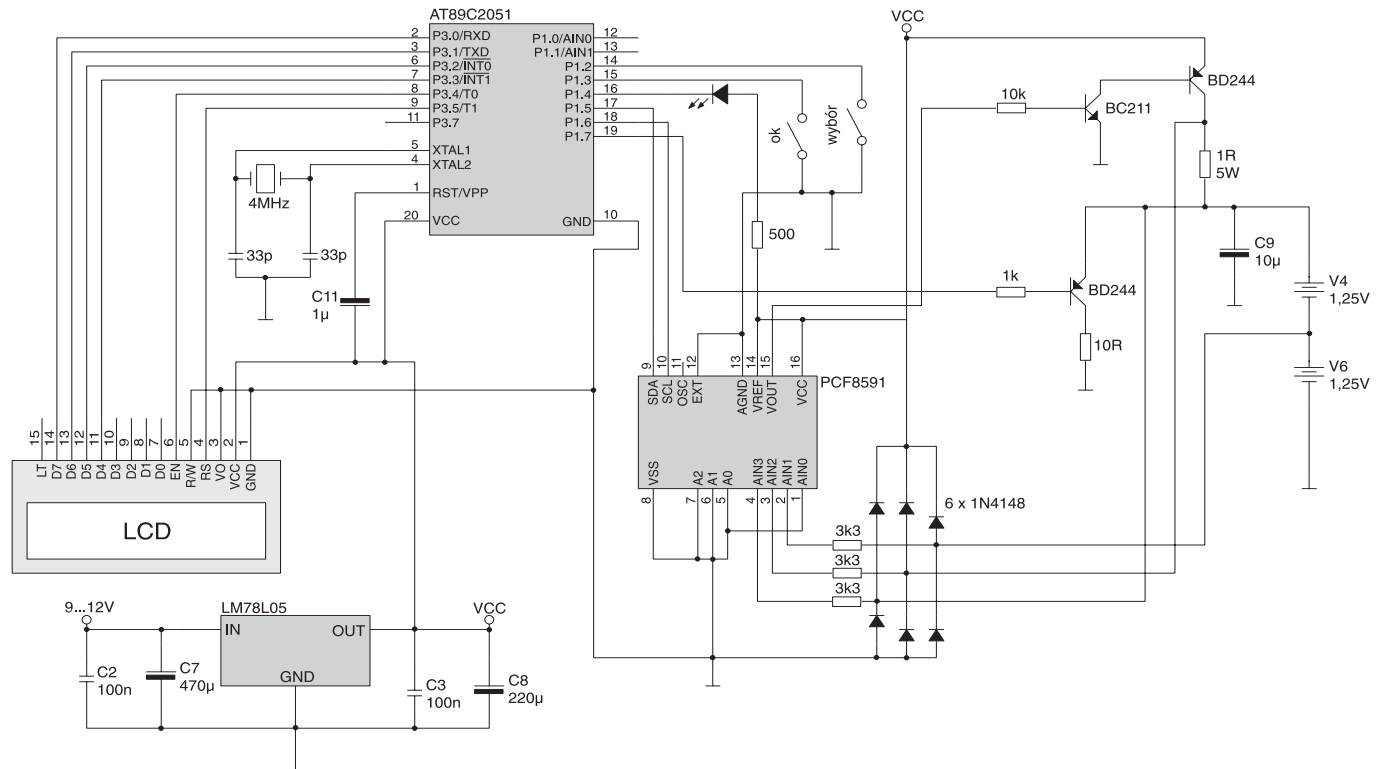 AT89C2051
2 P3.0/RXD
3 P3.1/TXD
6 P3.2/INT0
7 P3.3/INT1
8 P3.4/T0
9 P3.5/T1
11 P3.7
5 XTAL1
4 XTAL2
1 RST/VPP
20 VCC
P1.0/AIN0 12
P1.1/AIN1 13
P1.2 14
P1.3 15
P1.4 16
P1.5 17
P1.6 18
P1.7 19
GND 10
4MHz
33p
33p
C11
1µ
ok
wybór
500
VCC
10k
BC211
BD244
1R
5W
1k
BD244
10R
C9
10µ
V4
1,25V
V6
1,25V
PCF8591
9 SDA
10 SCL
11 OSC
12 EXT
13 AGND
14 VREF
15 VOUT
16 VCC
8 VSS
7 A2
6 A1
5 A0
4 AIN3
3 AIN2
2 AIN1
1 AIN0
3k3
3k3
3k3
6 x 1N4148
15 LT
14 D7
13 D6
12 D5
11 D4
10 D3
9 D2
8 D1
7 D0
6 EN
5 R/W
4 RS
3 VO
2 VCC
1 GND
LCD
9...12V
LM78L05
IN
OUT
GND
VCC
C2
100n
C7
470µ
C3
100n
C8
220µ